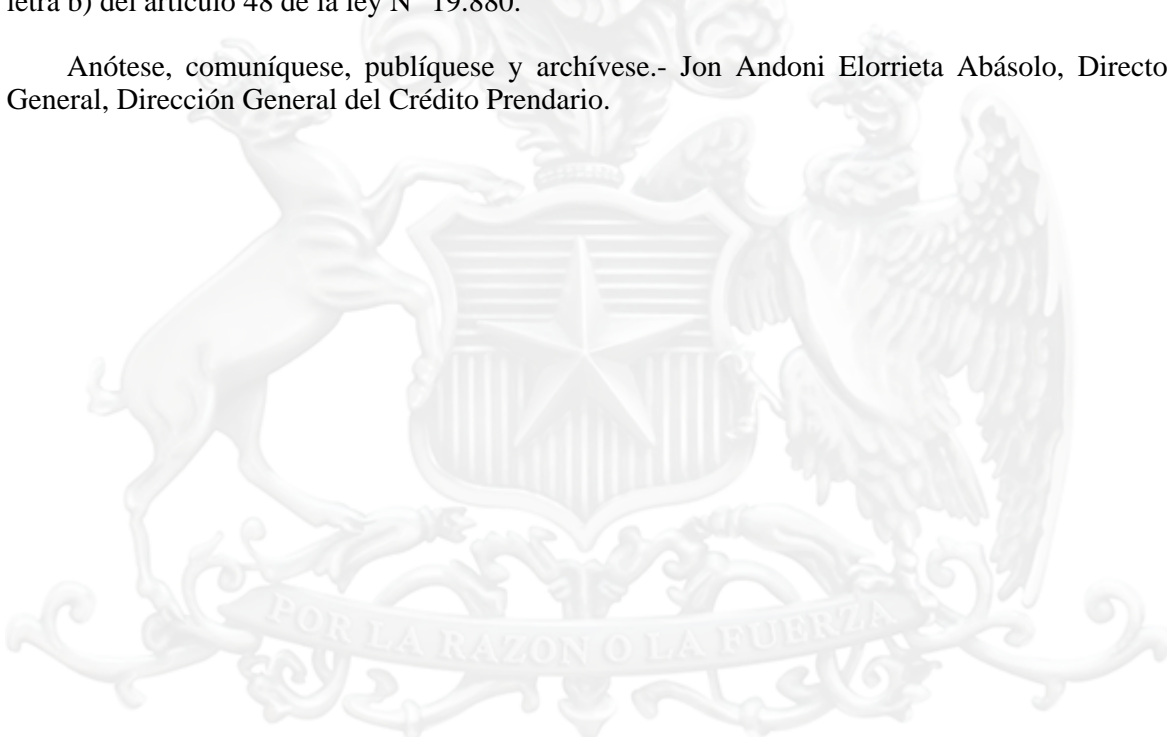 letra b) del artículo 48 de la ley Nº 19.880.
Anótese, comuníquese, publíquese y archívese.- Jon Andoni Elorrieta Abásolo, Directo
General, Dirección General del Crédito Prendario.
POR LA RAZON O LA FUERZA